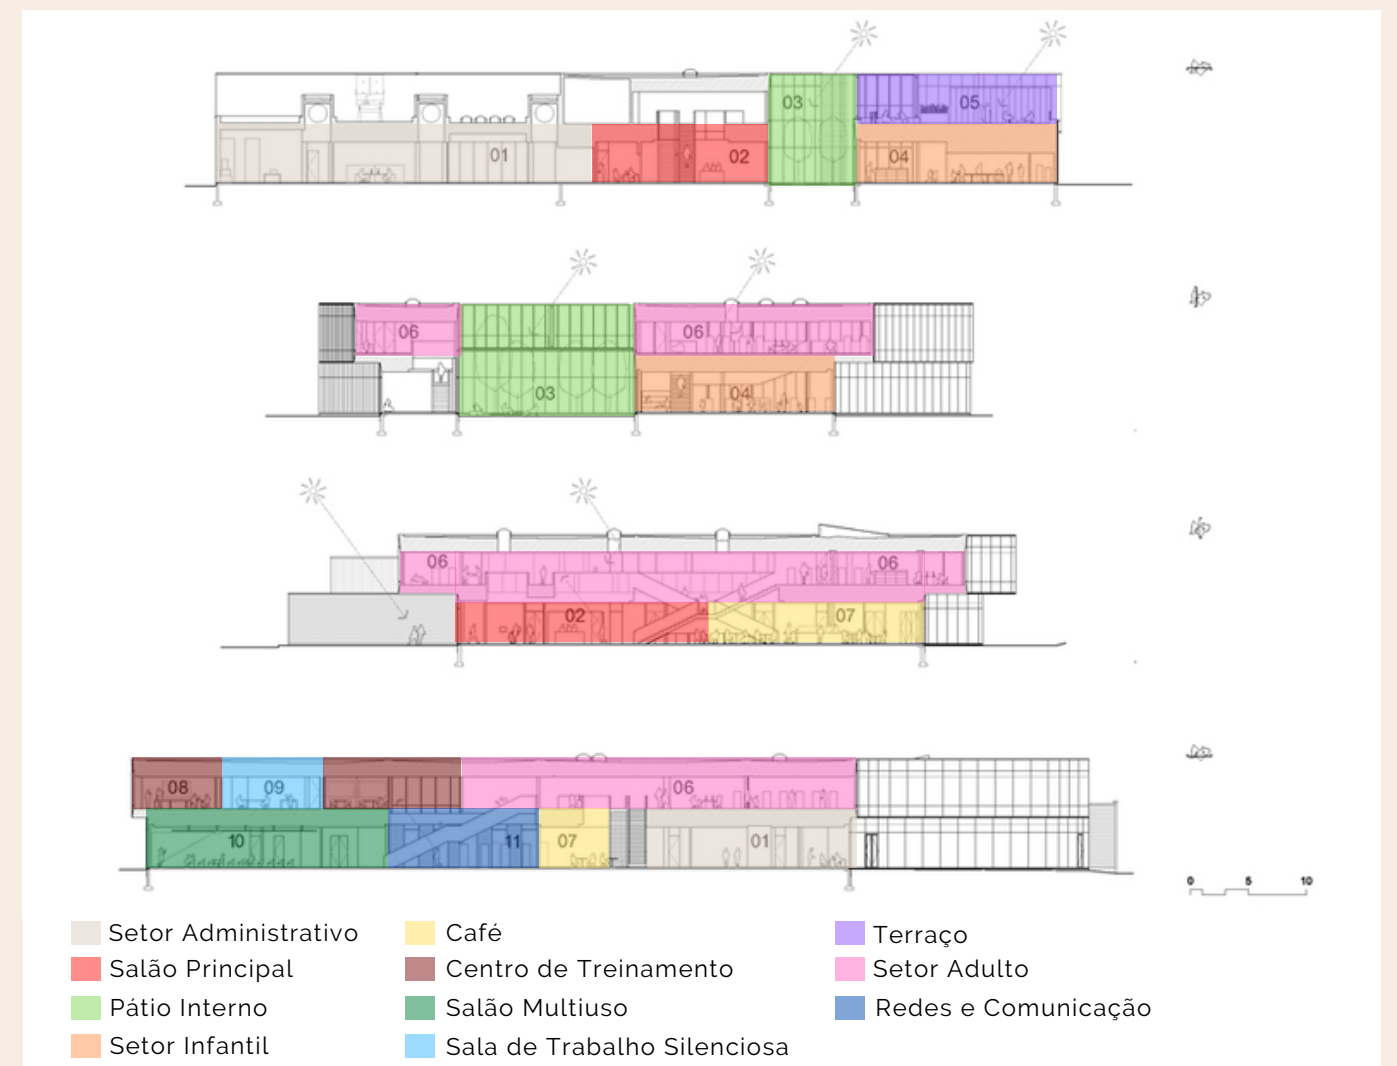 03
05
01
02
04
06
06
03
04
06
06
02
07
08
09
06
10
11
07
01
0 5 10
Setor Administrativo
Salão Principal
Pátio Interno
Setor Infantil
Café
Centro de Treinamento
Salão Multiuso
Sala de Trabalho Silenciosa
Terraço
Setor Adulto
Redes e Comunicação